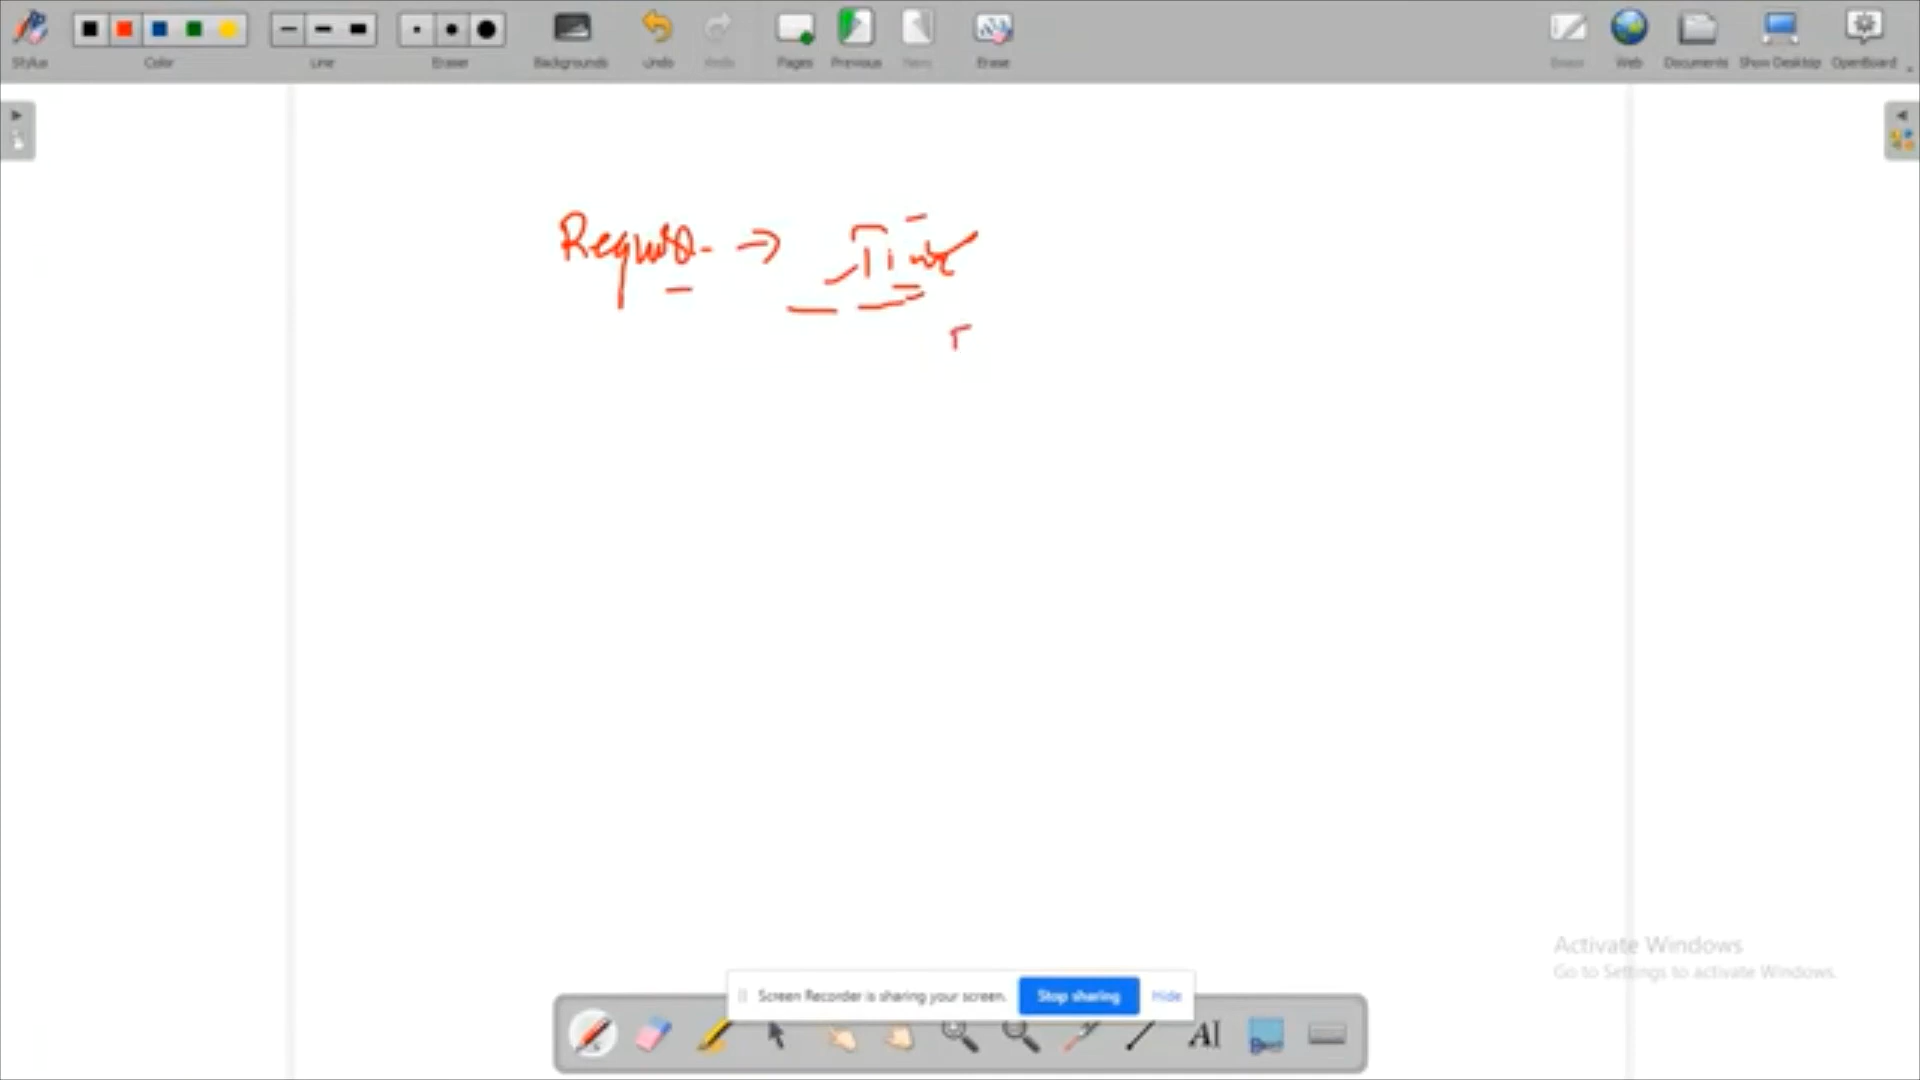 Stylus Color Line Eraser Backgrounds Undo Redo Pages Previous Next Erase Board Web Documents Show Desktop OpenBoard
→ Time
Activate Windows
Go to Settings to activate Windows.
Screen Recorder is sharing your screen. Stop sharing Hide
AI